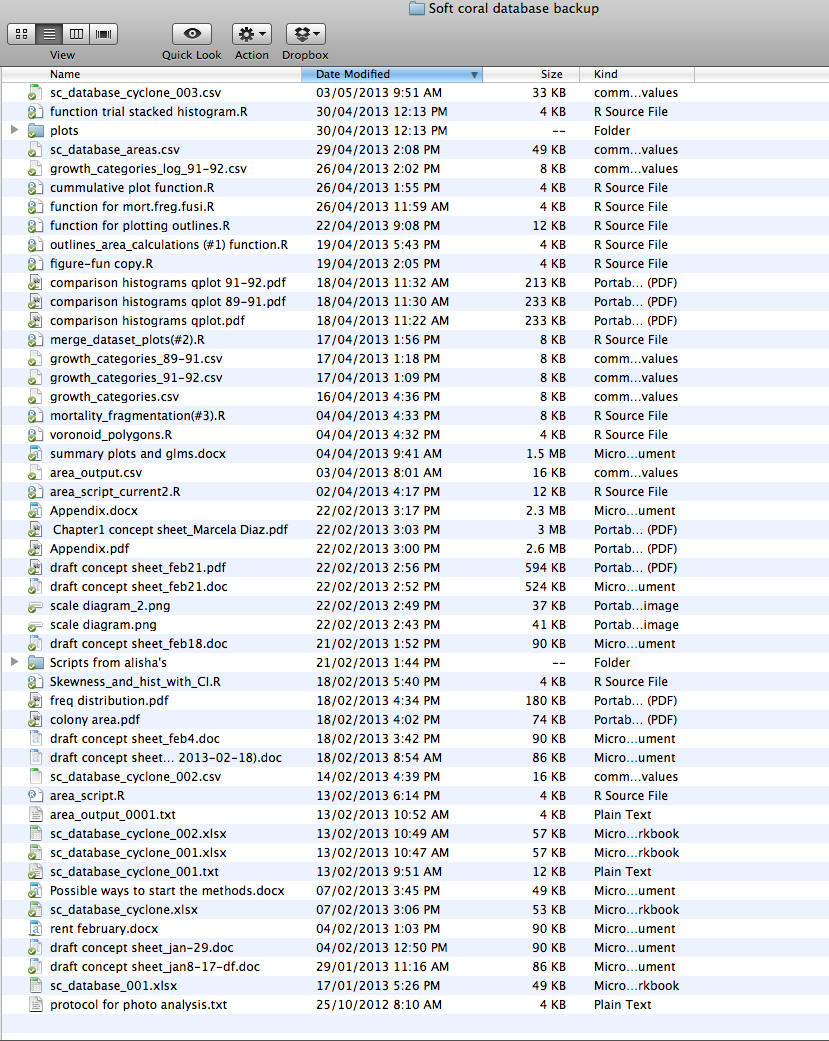 Soft coral database backup
View Quick Look Action Dropbox
Name Date Modified Size Kind
sc_database_cyclone_003.csv 03/05/2013 9:51 AM 33 KB comm...values
function trial stacked histogram.R 30/04/2013 12:13 PM 4 KB R Source File
plots 30/04/2013 12:13 PM -- Folder
sc_database_areas.csv 29/04/2013 2:08 PM 49 KB comm...values
growth_categories_log_91-92.csv 26/04/2013 2:02 PM 8 KB comm...values
cummulative plot function.R 26/04/2013 1:55 PM 4 KB R Source File
function for mort.freg.fusi.R 26/04/2013 11:59 AM 4 KB R Source File
function for plotting outlines.R 22/04/2013 9:08 PM 12 KB R Source File
outlines_area_calculations (#1) function.R 19/04/2013 5:43 PM 4 KB R Source File
figure-fun copy.R 19/04/2013 2:05 PM 4 KB R Source File
comparison histograms qplot 91-92.pdf 18/04/2013 11:32 AM 213 KB Portab... (PDF)
comparison histograms qplot 89-91.pdf 18/04/2013 11:30 AM 233 KB Portab... (PDF)
comparison histograms qplot.pdf 18/04/2013 11:22 AM 233 KB Portab... (PDF)
merge_dataset_plots(#2).R 17/04/2013 1:56 PM 8 KB R Source File
growth_categories_89-91.csv 17/04/2013 1:18 PM 8 KB comm...values
growth_categories_91-92.csv 17/04/2013 1:09 PM 8 KB comm...values
growth_categories.csv 16/04/2013 4:36 PM 8 KB comm...values
mortality_fragmentation(#3).R 04/04/2013 4:33 PM 8 KB R Source File
voronoid_polygons.R 04/04/2013 4:32 PM 4 KB R Source File
summary plots and glms.docx 04/04/2013 9:41 AM 1.5 MB Micro...ument
area_output.csv 03/04/2013 8:01 AM 16 KB comm...values
area_script_current2.R 02/04/2013 4:17 PM 12 KB R Source File
Appendix.docx 22/02/2013 3:17 PM 2.3 MB Micro...ument
Chapter1 concept sheet_Marcela Diaz.pdf 22/02/2013 3:03 PM 3 MB Portab... (PDF)
Appendix.pdf 22/02/2013 3:00 PM 2.6 MB Portab... (PDF)
draft concept sheet_feb21.pdf 22/02/2013 2:56 PM 594 KB Portab... (PDF)
draft concept sheet_feb21.doc 22/02/2013 2:52 PM 524 KB Micro...ument
scale diagram_2.png 22/02/2013 2:49 PM 37 KB Portab...image
scale diagram.png 22/02/2013 2:43 PM 41 KB Portab...image
draft concept sheet_feb18.doc 21/02/2013 1:52 PM 90 KB Micro...ument
Scripts from alisha's 21/02/2013 1:44 PM -- Folder
Skewness_and_hist_with_CI.R 18/02/2013 5:40 PM 4 KB R Source File
freq distribution.pdf 18/02/2013 4:34 PM 180 KB Portab... (PDF)
colony area.pdf 18/02/2013 4:02 PM 74 KB Portab... (PDF)
draft concept sheet_feb4.doc 18/02/2013 3:42 PM 90 KB Micro...ument
draft concept sheet... 2013-02-18).doc 18/02/2013 8:54 AM 86 KB Micro...ument
sc_database_cyclone_002.csv 14/02/2013 4:39 PM 16 KB comm...values
area_script.R 13/02/2013 6:14 PM 4 KB R Source File
area_output_0001.txt 13/02/2013 10:52 AM 4 KB Plain Text
sc_database_cyclone_002.xlsx 13/02/2013 10:49 AM 57 KB Micro...rkbook
sc_database_cyclone_001.xlsx 13/02/2013 10:47 AM 57 KB Micro...rkbook
sc_database_cyclone_001.txt 13/02/2013 9:51 AM 12 KB Plain Text
Possible ways to start the methods.docx 07/02/2013 3:45 PM 49 KB Micro...ument
sc_database_cyclone.xlsx 07/02/2013 3:06 PM 53 KB Micro...rkbook
rent february.docx 04/02/2013 1:03 PM 90 KB Micro...ument
draft concept sheet_jan-29.doc 04/02/2013 12:50 PM 90 KB Micro...ument
draft concept sheet_jan8-17-df.doc 29/01/2013 11:16 AM 86 KB Micro...ument
sc_database_001.xlsx 17/01/2013 5:26 PM 49 KB Micro...rkbook
protocol for photo analysis.txt 25/10/2012 8:10 AM 4 KB Plain Text